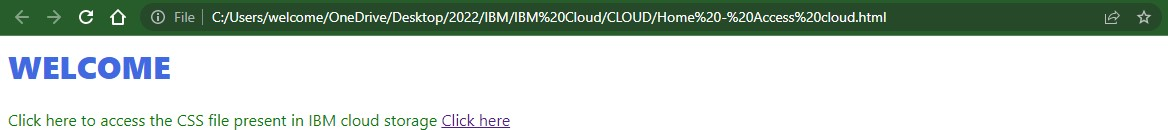 File | C:/Users/welcome/OneDrive/Desktop/2022/IBM/IBM%20Cloud/CLOUD/Home%20-%20Access%20cloud.html
WELCOME
Click here to access the CSS file present in IBM cloud storage Click here